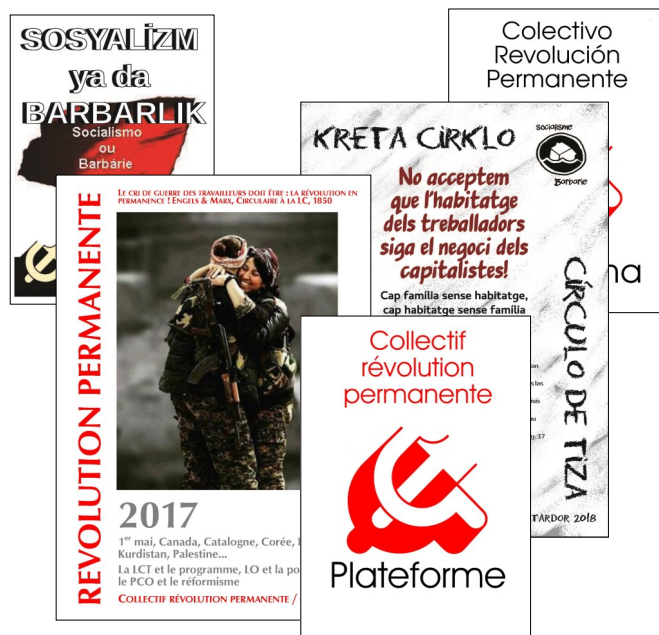 SOSYALİZM
ya da
BARBARLIK
Socialismo
ou
Barbárie
Colectivo
Revolución
Permanente
KRETA CIRKLO
socialisme
Barbarie
No acceptem
que l'habitatge
dels treballadors
siga el negoci dels
capitalistes!
Cap família sense habitatge,
cap habitatge sense família
CÍRCULO DE TIZA
TARDOR 2018
REVOLUTION PERMANENTE
LE CRI DE GUERRE DES TRAVAILLEURS DOIT ÊTRE : LA RÉVOLUTION EN
PERMANENCE ! ENGELS & MARX, CIRCULAIRE À LA LC, 1850
2017
1er mai, Canada, Catalogne, Corée,
Kurdistan, Palestine...
La LCT et le programme, LO et la
le PCO et le réformisme
COLLECTIF RÉVOLUTION PERMANENTE /
Collectif
révolution
permanente
Plateforme